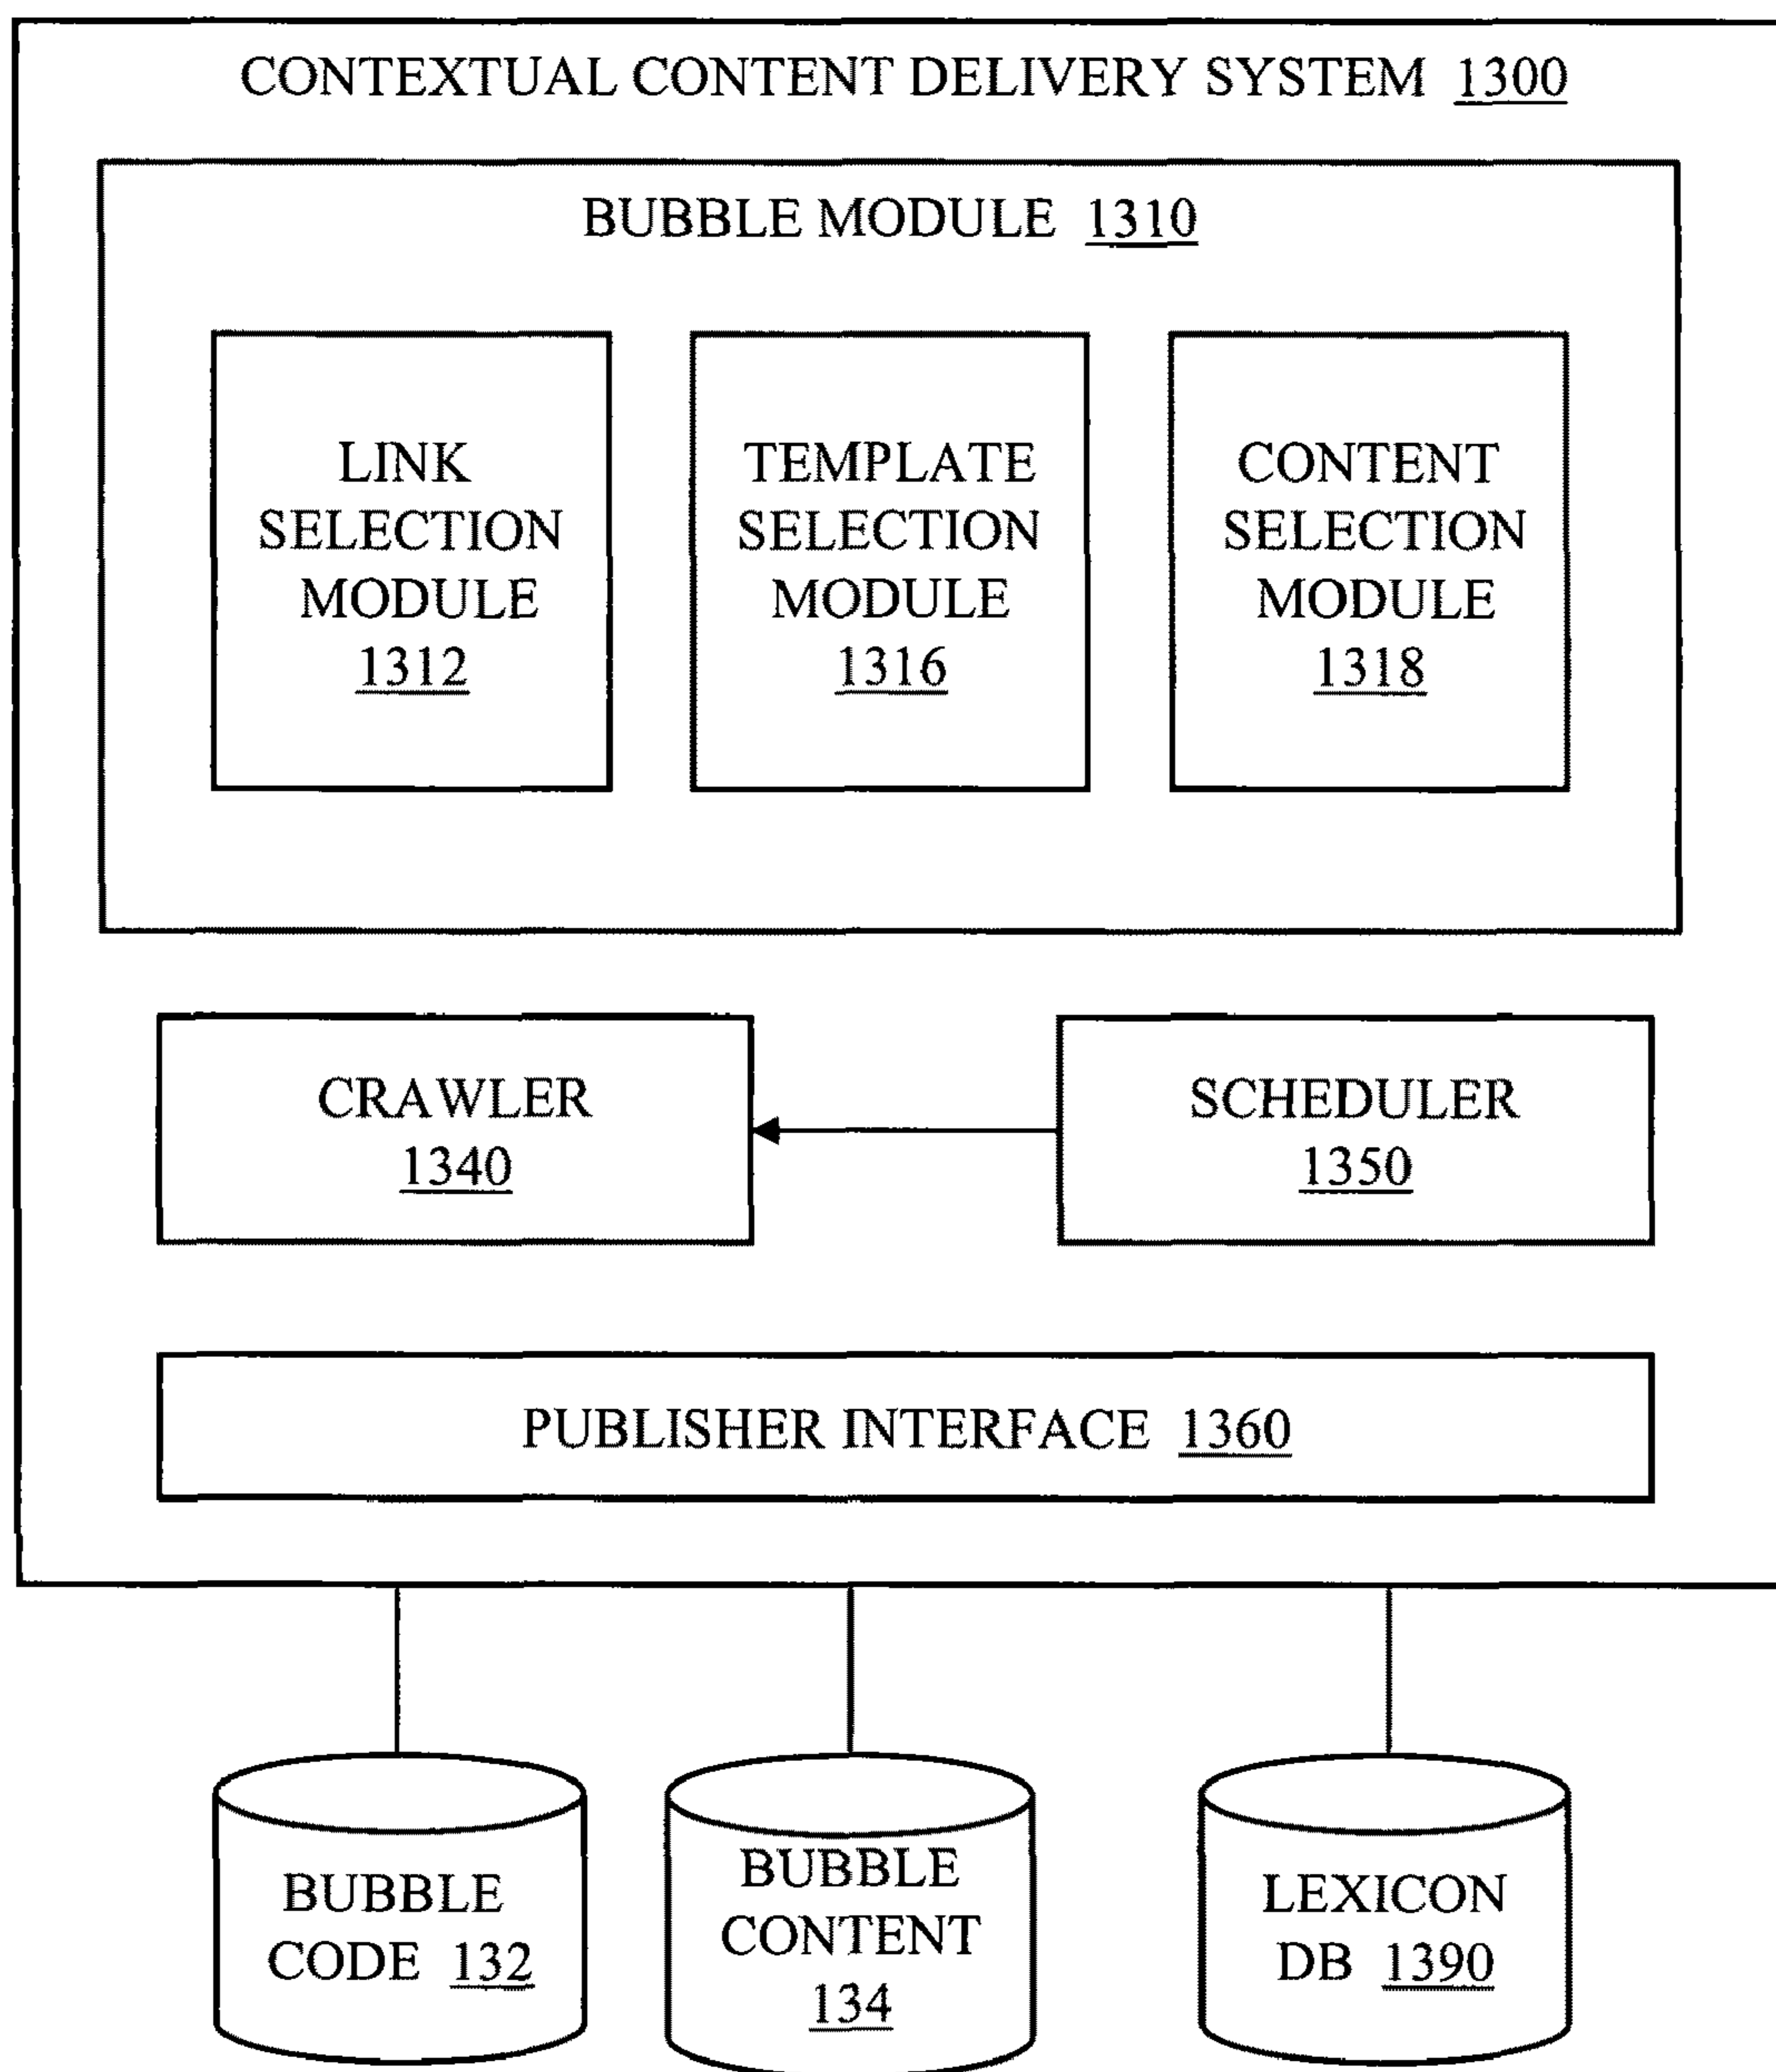 CONTEXTUAL CONTENT DELIVERY SYSTEM 1300
BUBBLE MODULE 1310
LINK
SELECTION
MODULE
1312
TEMPLATE
SELECTION
MODULE
1316
CONTENT
SELECTION
MODULE
1318
CRAWLER
1340
SCHEDULER
1350
PUBLISHER INTERFACE 1360
BUBBLE
CODE 132
BUBBLE
CONTENT
134
LEXICON
DB 1390